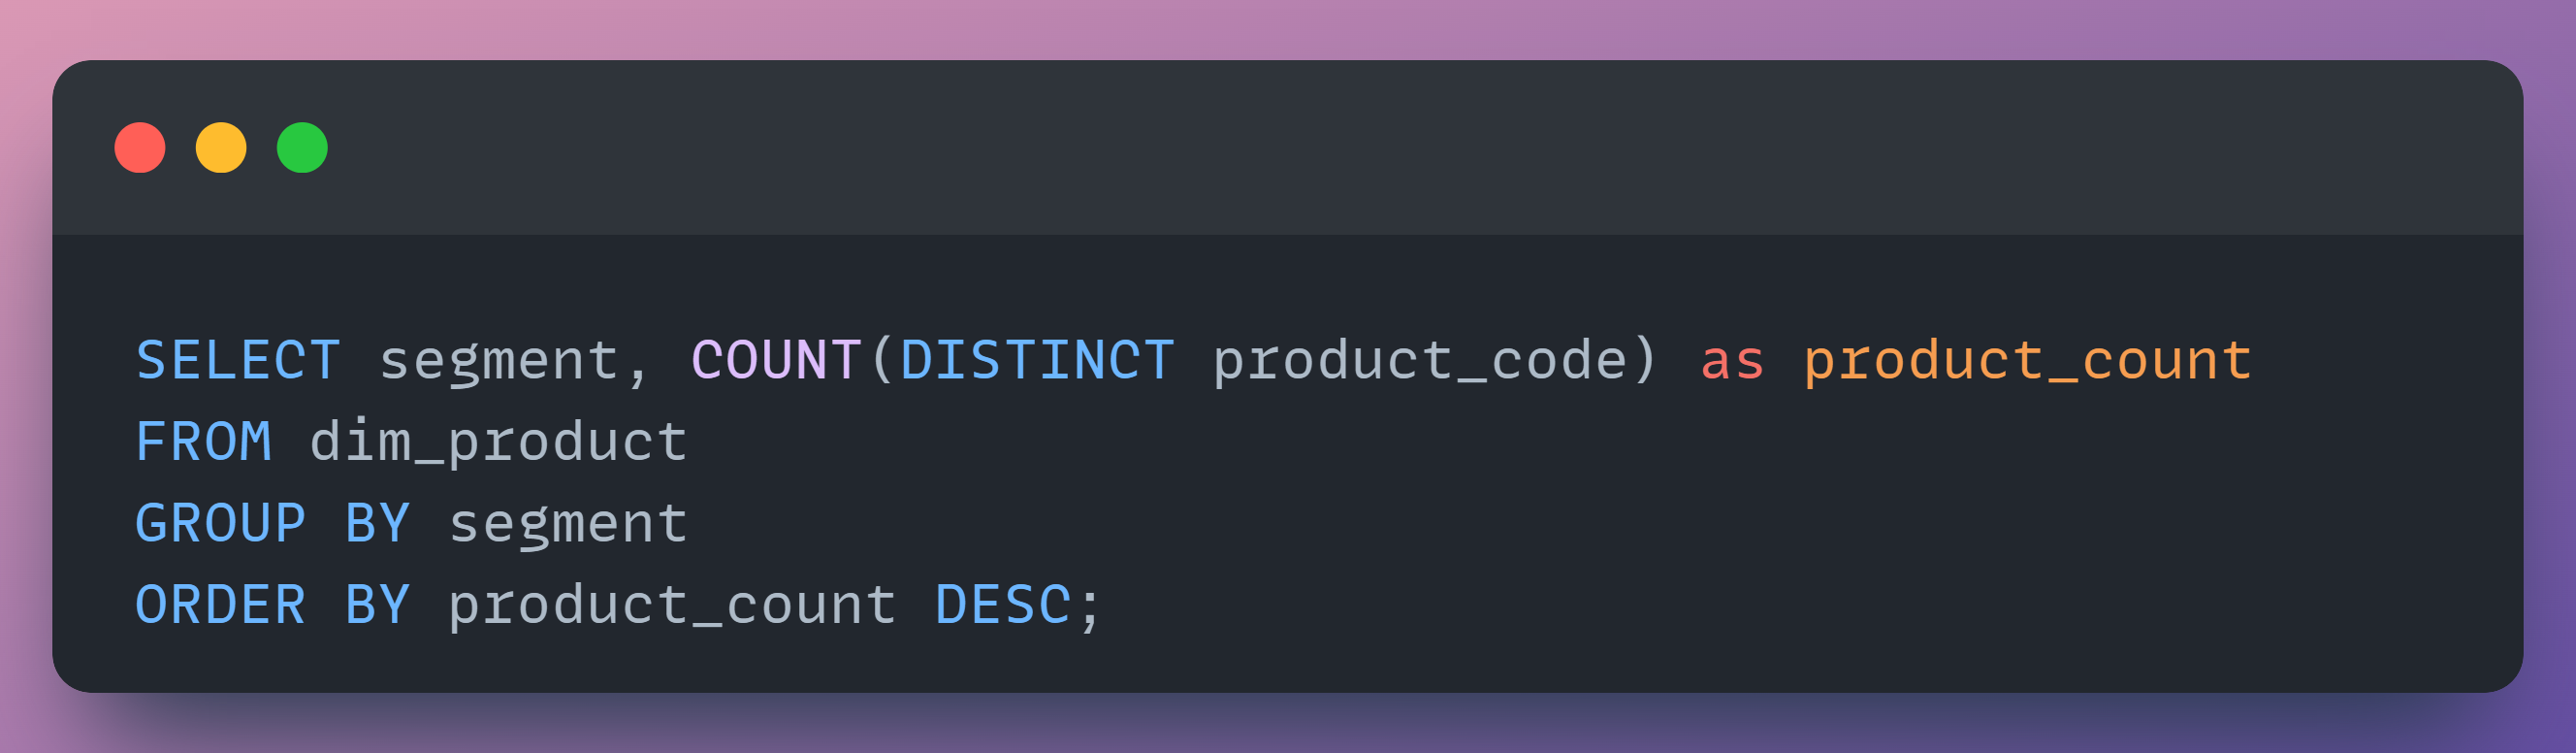 SELECT segment, COUNT(DISTINCT product_code) as product_count
FROM dim_product
GROUP BY segment
ORDER BY product_count DESC;